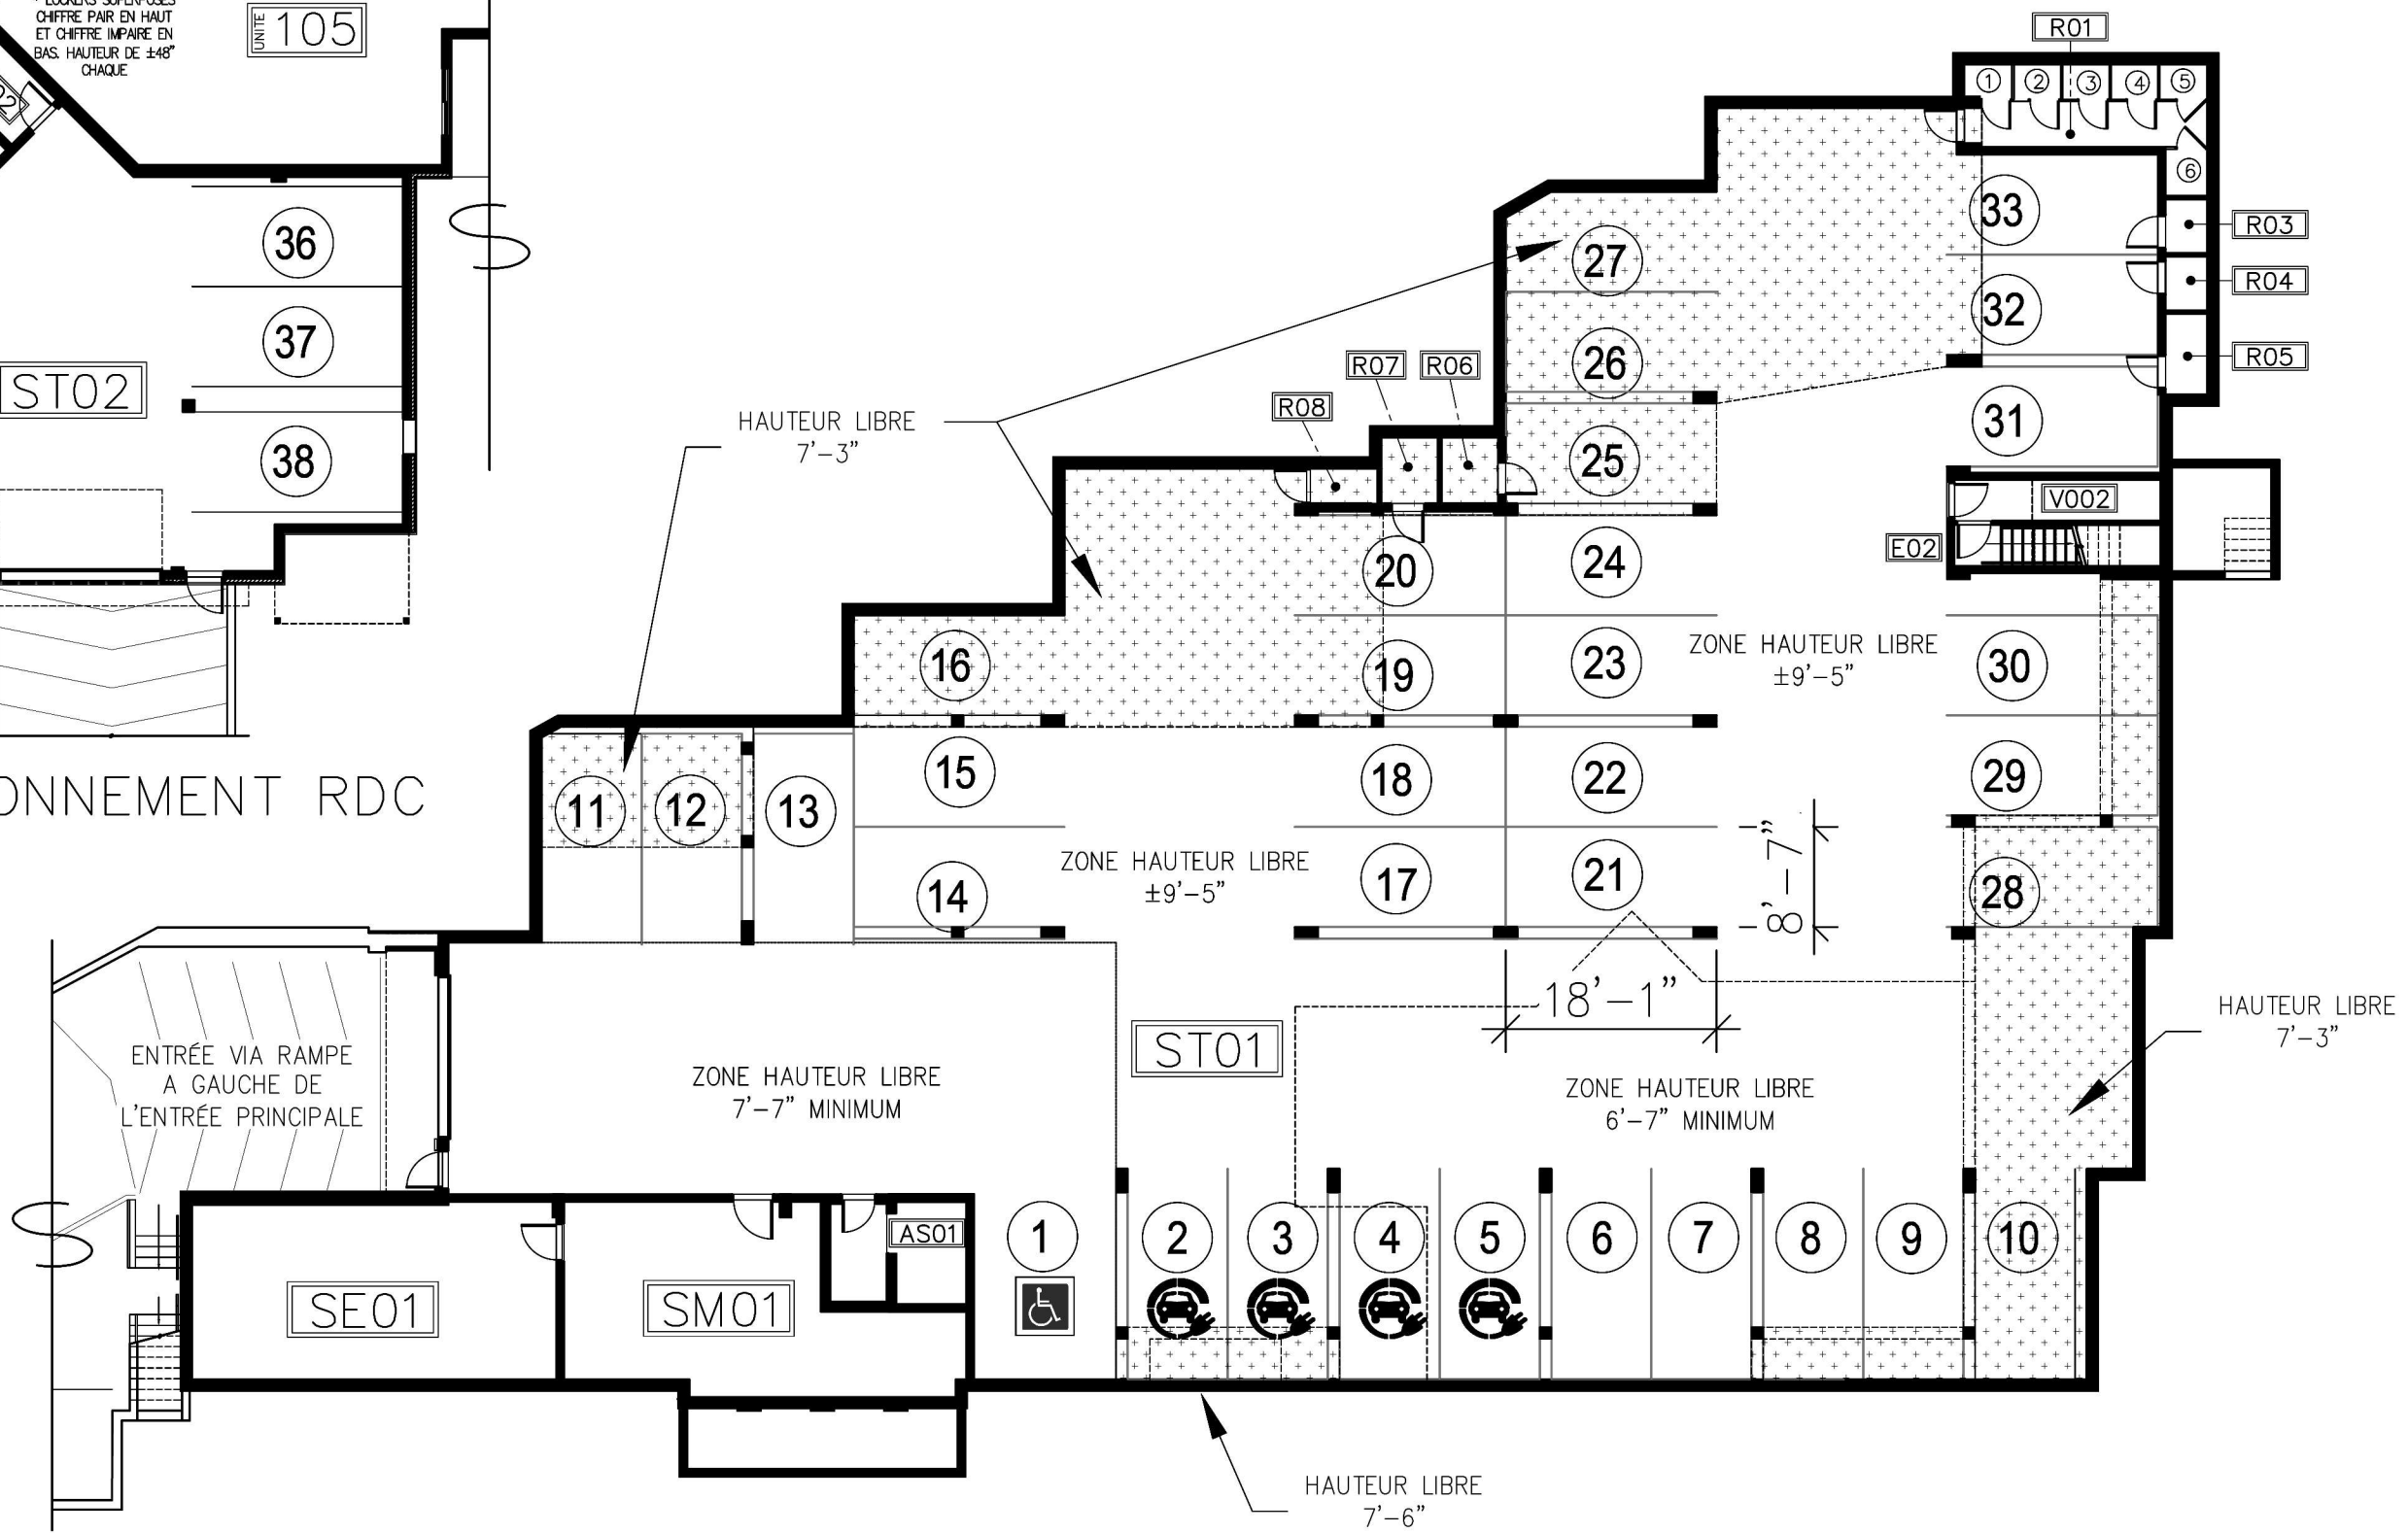 CHIFFRE PAIR EN HAUT
ET CHIFFRE IMPAIRE EN
BAS. HAUTEUR DE ±48"
CHAQUE
UNITE 105
36
37
38
ST02
ONNEMENT RDC
R01
1
2
3
4
5
6
R03
R04
R05
33
32
31
27
26
25
R07
R06
R08
HAUTEUR LIBRE
7'-3"
V002
E02
20
24
19
23
ZONE HAUTEUR LIBRE
±9'-5"
30
16
15
18
22
29
11
12
13
14
ZONE HAUTEUR LIBRE
±9'-5"
17
21
8'-7"
28
18'-1"
ENTRÉE VIA RAMPE
A GAUCHE DE
L'ENTRÉE PRINCIPALE
ZONE HAUTEUR LIBRE
7'-7" MINIMUM
ST01
ZONE HAUTEUR LIBRE
6'-7" MINIMUM
HAUTEUR LIBRE
7'-3"
SE01
SM01
AS01
1
2
3
4
5
6
7
8
9
10
HAUTEUR LIBRE
7'-6"